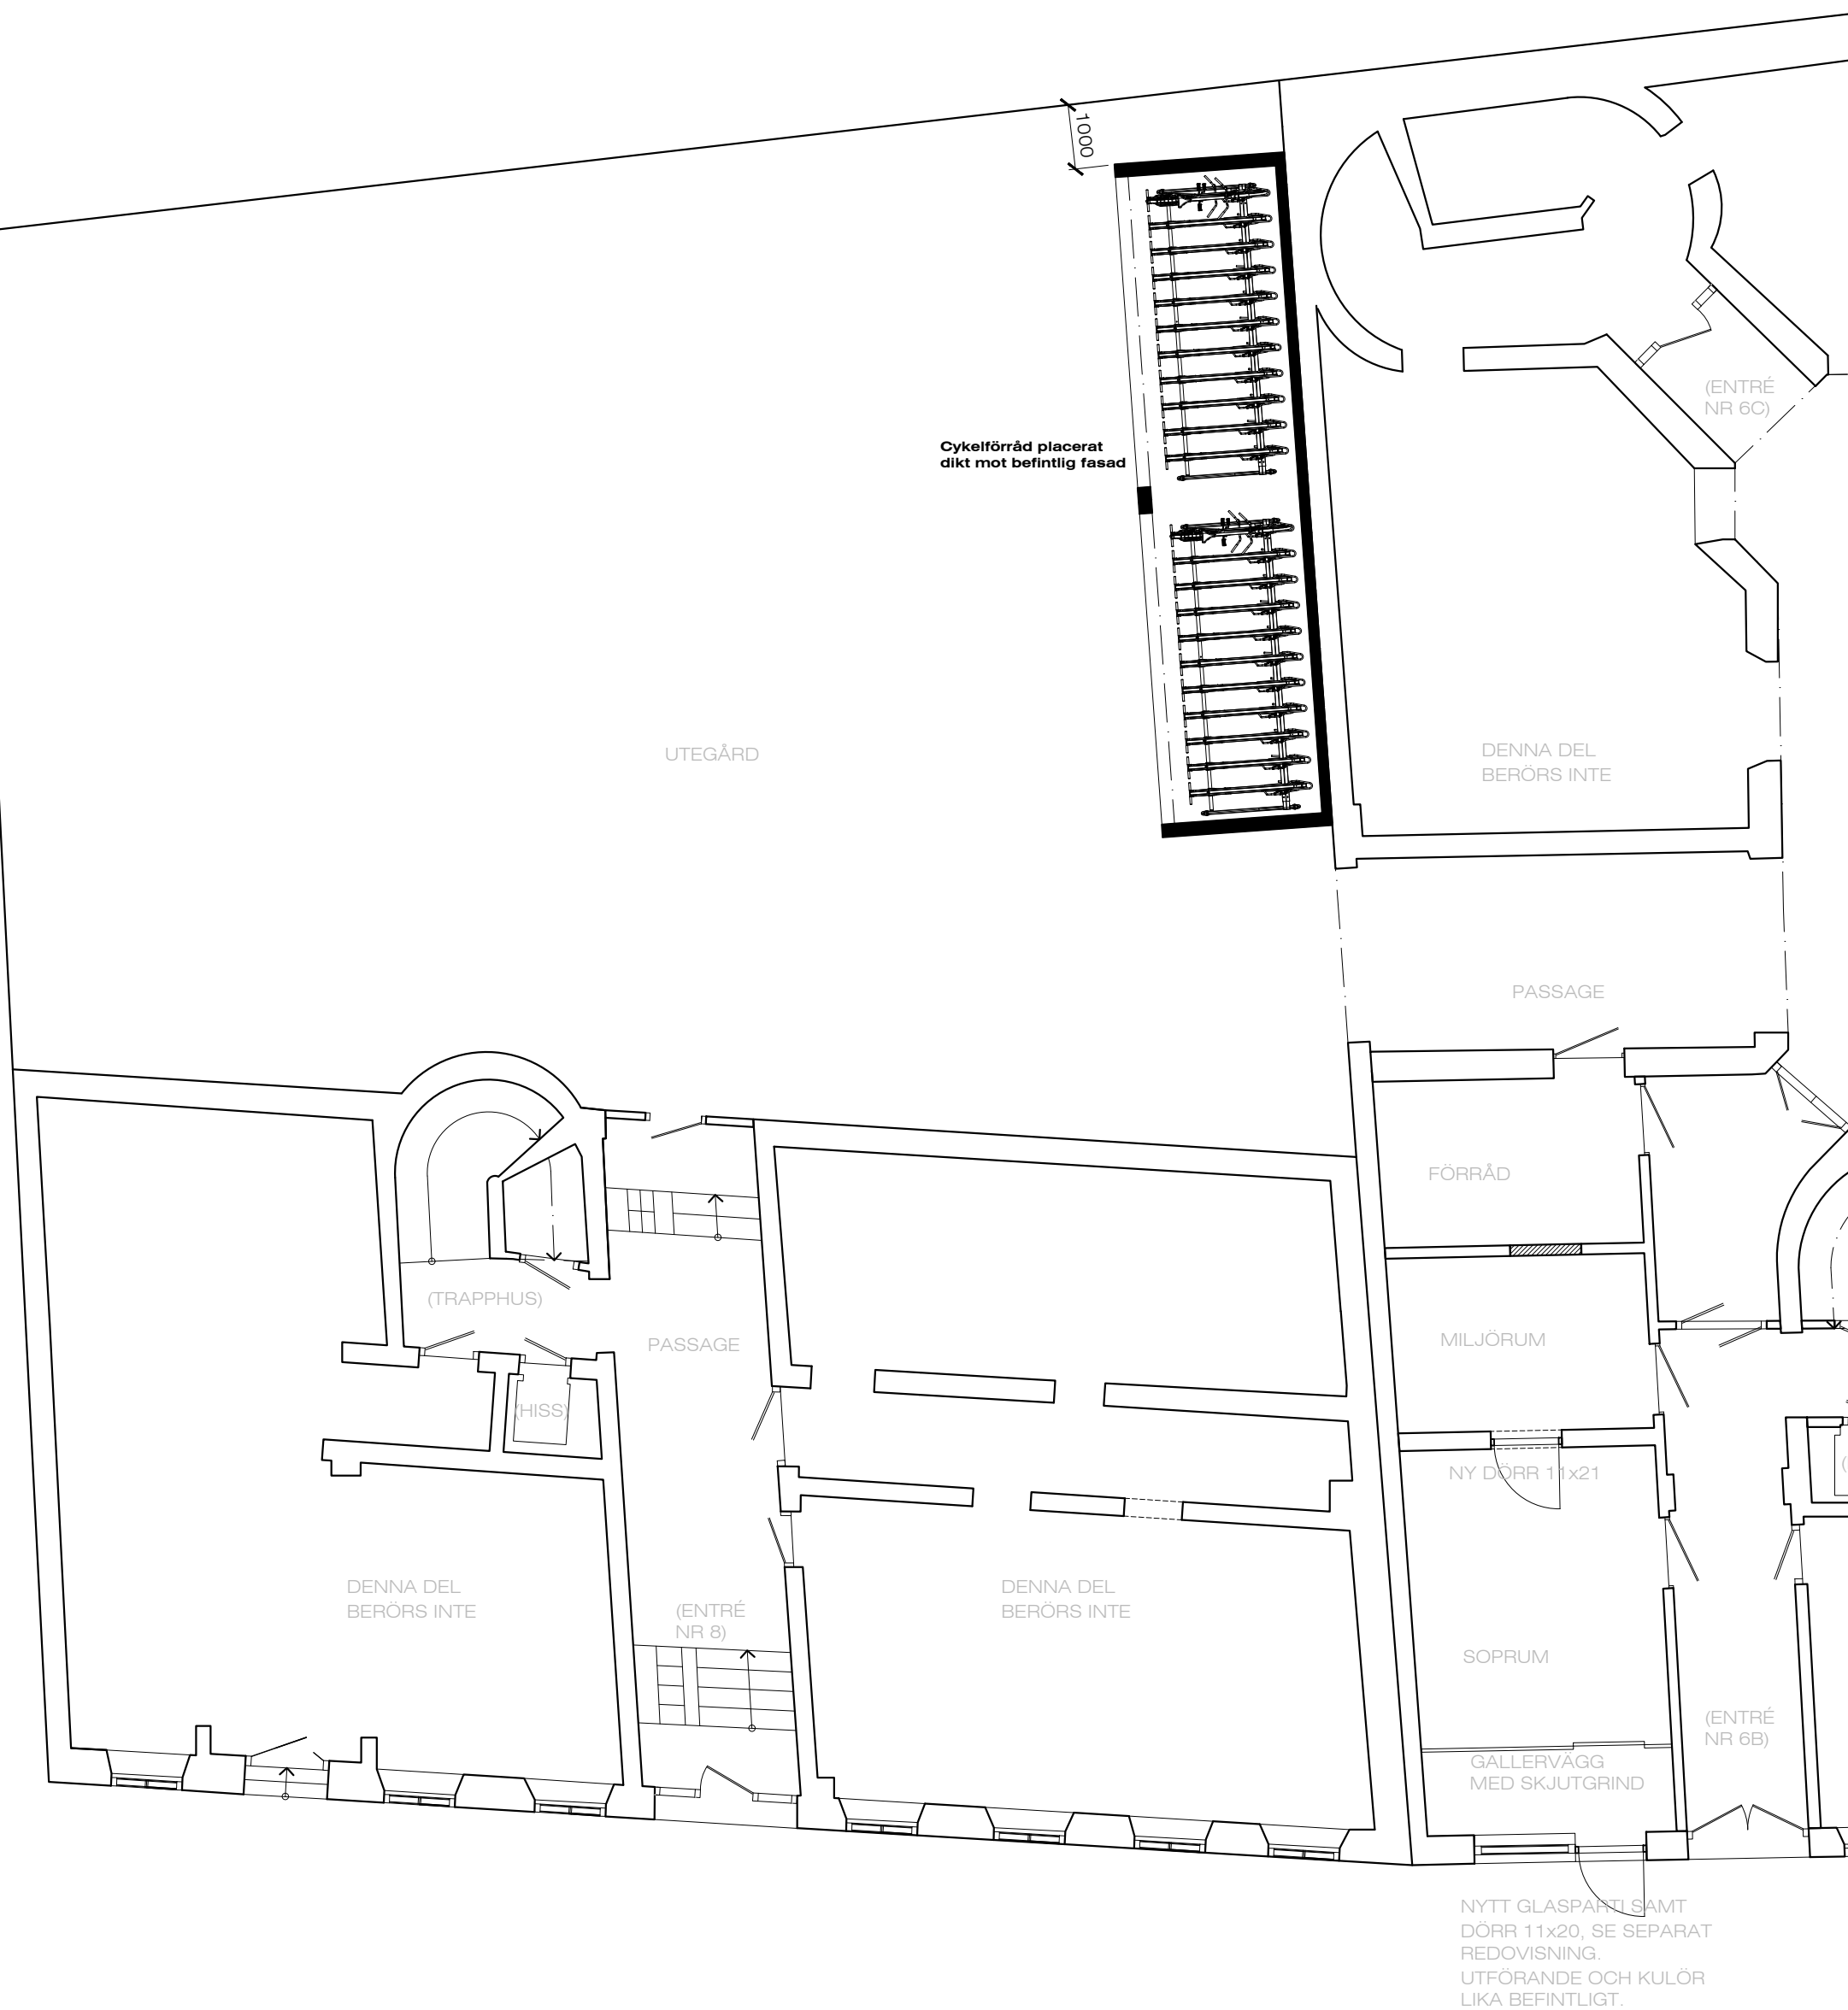 1000
(ENTRÉ
NR 6C)
Cykelförråd placerat
dikt mot befintlig fasad
UTEGÅRD
DENNA DEL
BERÖRS INTE
PASSAGE
FÖRRÅD
(TRAPPHUS)
PASSAGE
MILJÖRUM
(HISS)
NY DÖRR 11x21
DENNA DEL
BERÖRS INTE
(ENTRÉ
NR 8)
DENNA DEL
BERÖRS INTE
SOPRUM
(ENTRÉ
NR 6B)
GALLERVÄGG
MED SKJUTGRIND
NYTT GLASPARTI SAMT
DÖRR 11x20, SE SEPARAT
REDOVISNING.
UTFÖRANDE OCH KULÖR
LIKA BEFINTLIGT.